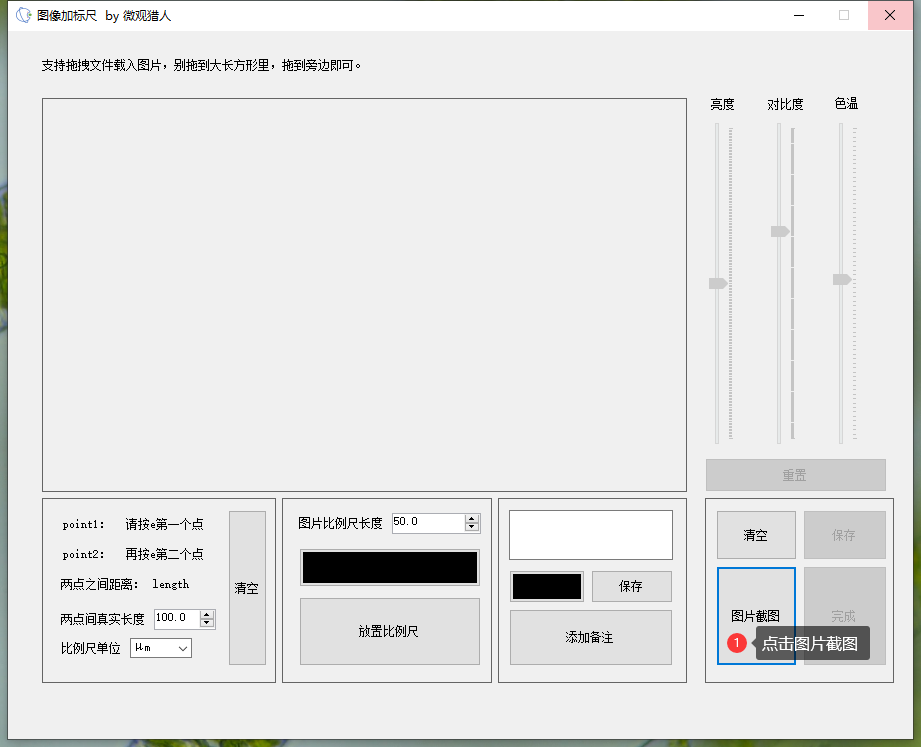 图像加标尺 by 微观猎人
支持拖拽文件载入图片，别拖到大长方形里，拖到旁边即可。
亮度 对比度 色温
重置
point1: 请按e第一个点
point2: 再按e第二个点
两点之间距离: length
两点间真实长度 100.0
比例尺单位 μm
清空
图片比例尺长度 50.0
放置比例尺
保存
添加备注
清空 保存
图片截图 完成
1 点击图片截图